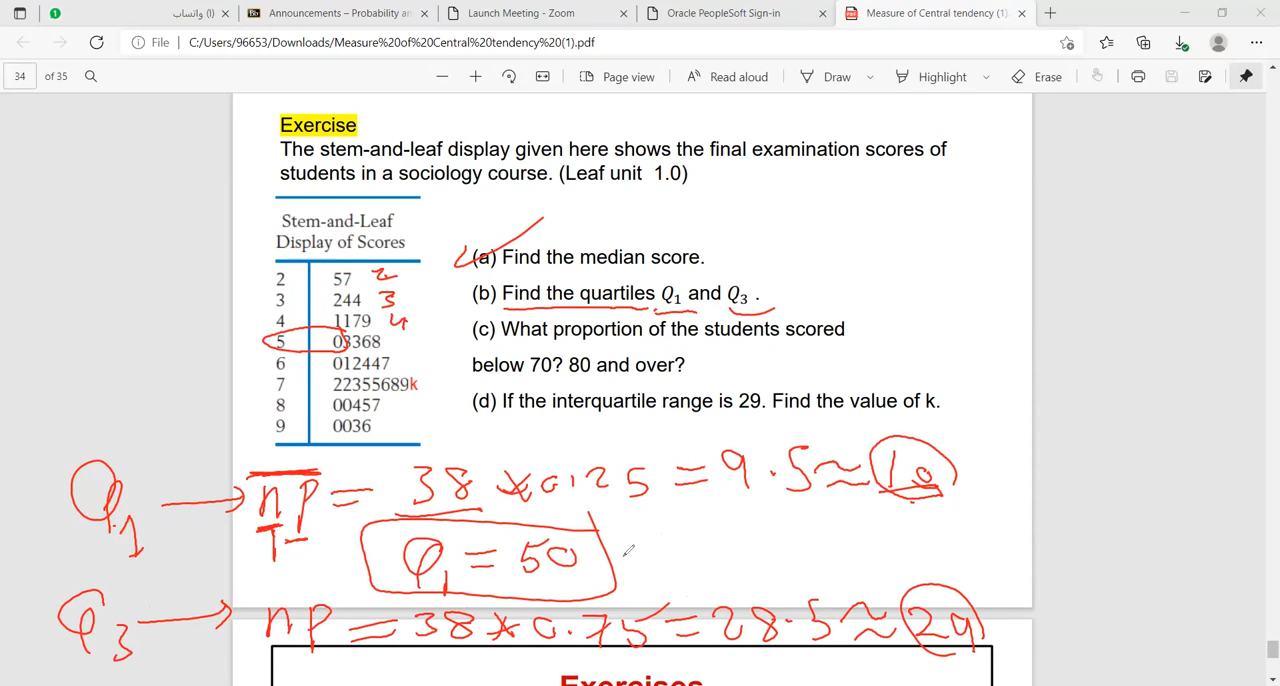 واتساب (١)
Announcements – Probability an
Launch Meeting - Zoom
Oracle PeopleSoft Sign-in
Measure of Central tendency (1).
File
C:/Users/96653/Downloads/Measure%20of%20Central%20tendency%20(1).pdf
34 of 35
Page view
Read aloud
Draw
Highlight
Erase
Exercise
The stem-and-leaf display given here shows the final examination scores of
students in a sociology course. (Leaf unit 1.0)
Stem-and-Leaf
Display of Scores
2 57 2
3 244 3
4 1179 4
5 03368
6 012447
7 22355689k
8 00457
9 0036
(a) Find the median score.
(b) Find the quartiles Q1 and Q3 .
(c) What proportion of the students scored
below 70? 80 and over?
(d) If the interquartile range is 29. Find the value of k.
Q1 → np = 38 * 0.25 = 9.5 ≈ 10
Q1 = 50
Q3 → np = 38 * 0.75 = 28.5 ≈ 29
Exercises